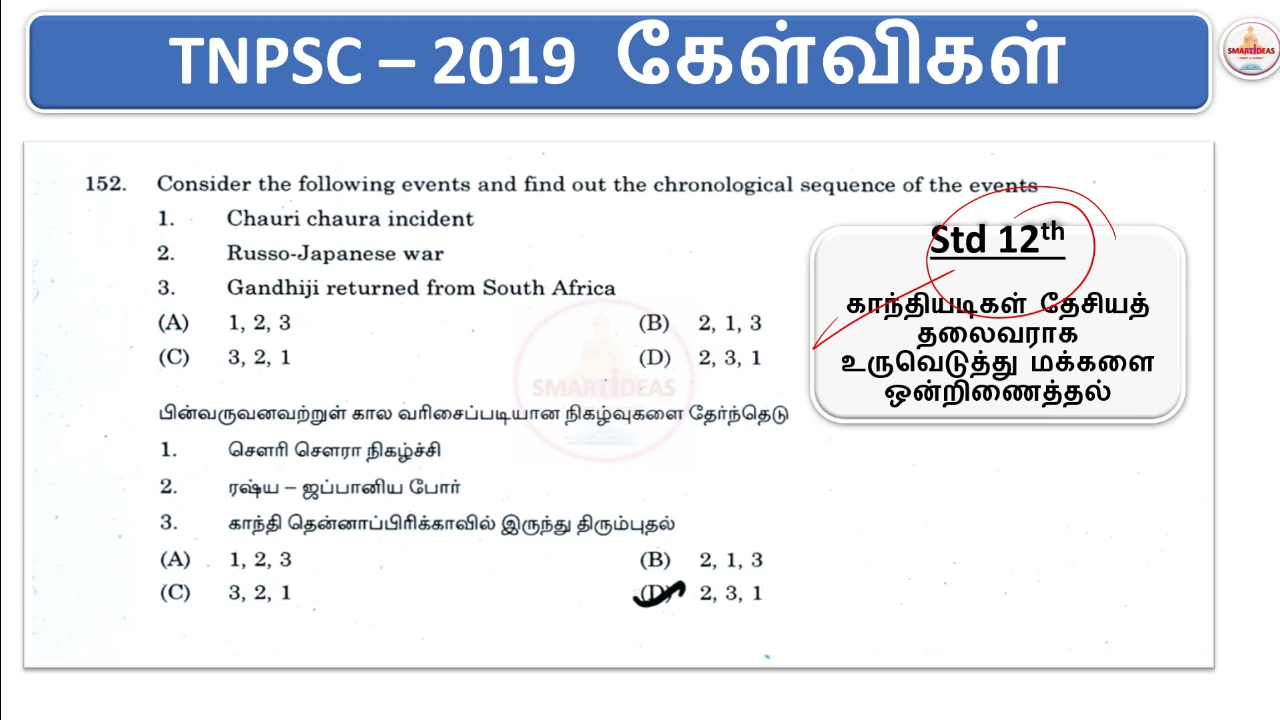 TNPSC – 2019 கேள்விகள்
SMARTIDEAS
152. Consider the following events and find out the chronological sequence of the events
1. Chauri chaura incident
2. Russo-Japanese war
3. Gandhiji returned from South Africa
(A) 1, 2, 3 (B) 2, 1, 3
(C) 3, 2, 1 (D) 2, 3, 1
Std 12th
காந்தியடிகள் தேசியத்
தலைவராக
உருவெடுத்து மக்களை
ஒன்றிணைத்தல்
SMARTIDEAS
பின்வருவனவற்றுள் கால வரிசைப்படியான நிகழ்வுகளை தேர்ந்தெடு
1. சௌரி சௌரா நிகழ்ச்சி
2. ரஷ்ய – ஜப்பானிய போர்
3. காந்தி தென்னாப்பிரிக்காவில் இருந்து திரும்புதல்
(A) 1, 2, 3 (B) 2, 1, 3
(C) 3, 2, 1 (D) 2, 3, 1